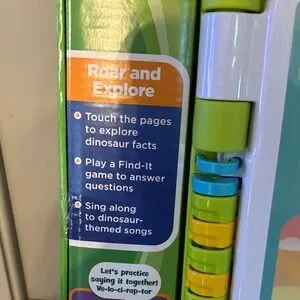 Roar and
Explore
Touch the pages
to explore
dinosaur facts
Play a Find-It
game to answer
questions
Sing along
to dinosaur-
themed songs
Let's practice
saying it together!
Ve-lo-ci-rap-tor